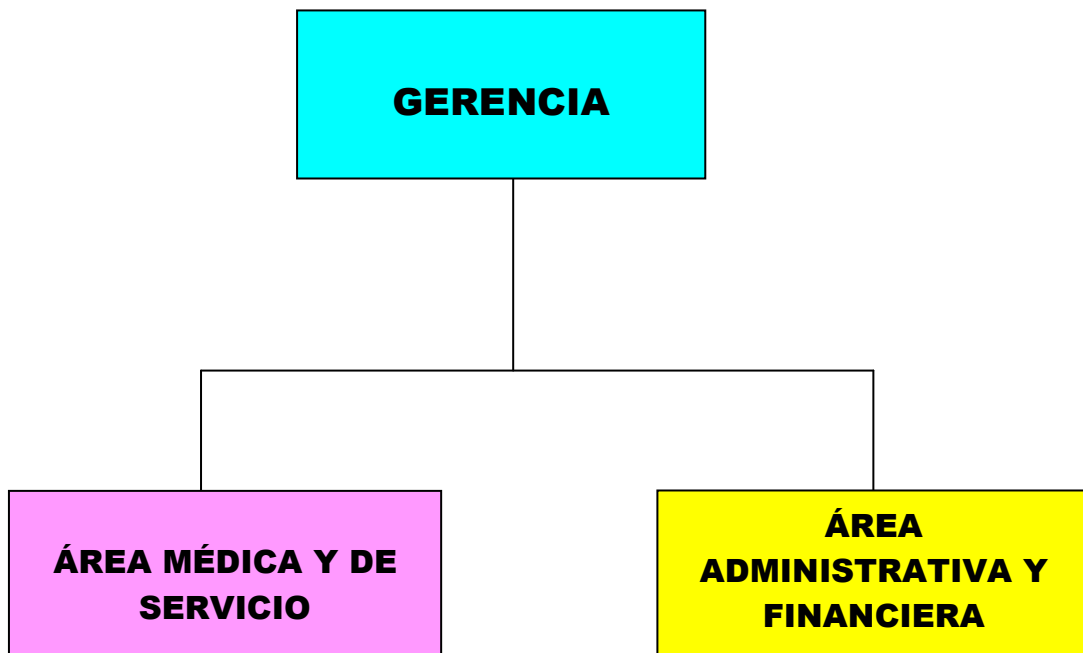 GERENCIA
ÁREA MÉDICA Y DE
SERVICIO
ÁREA
ADMINISTRATIVA Y
FINANCIERA